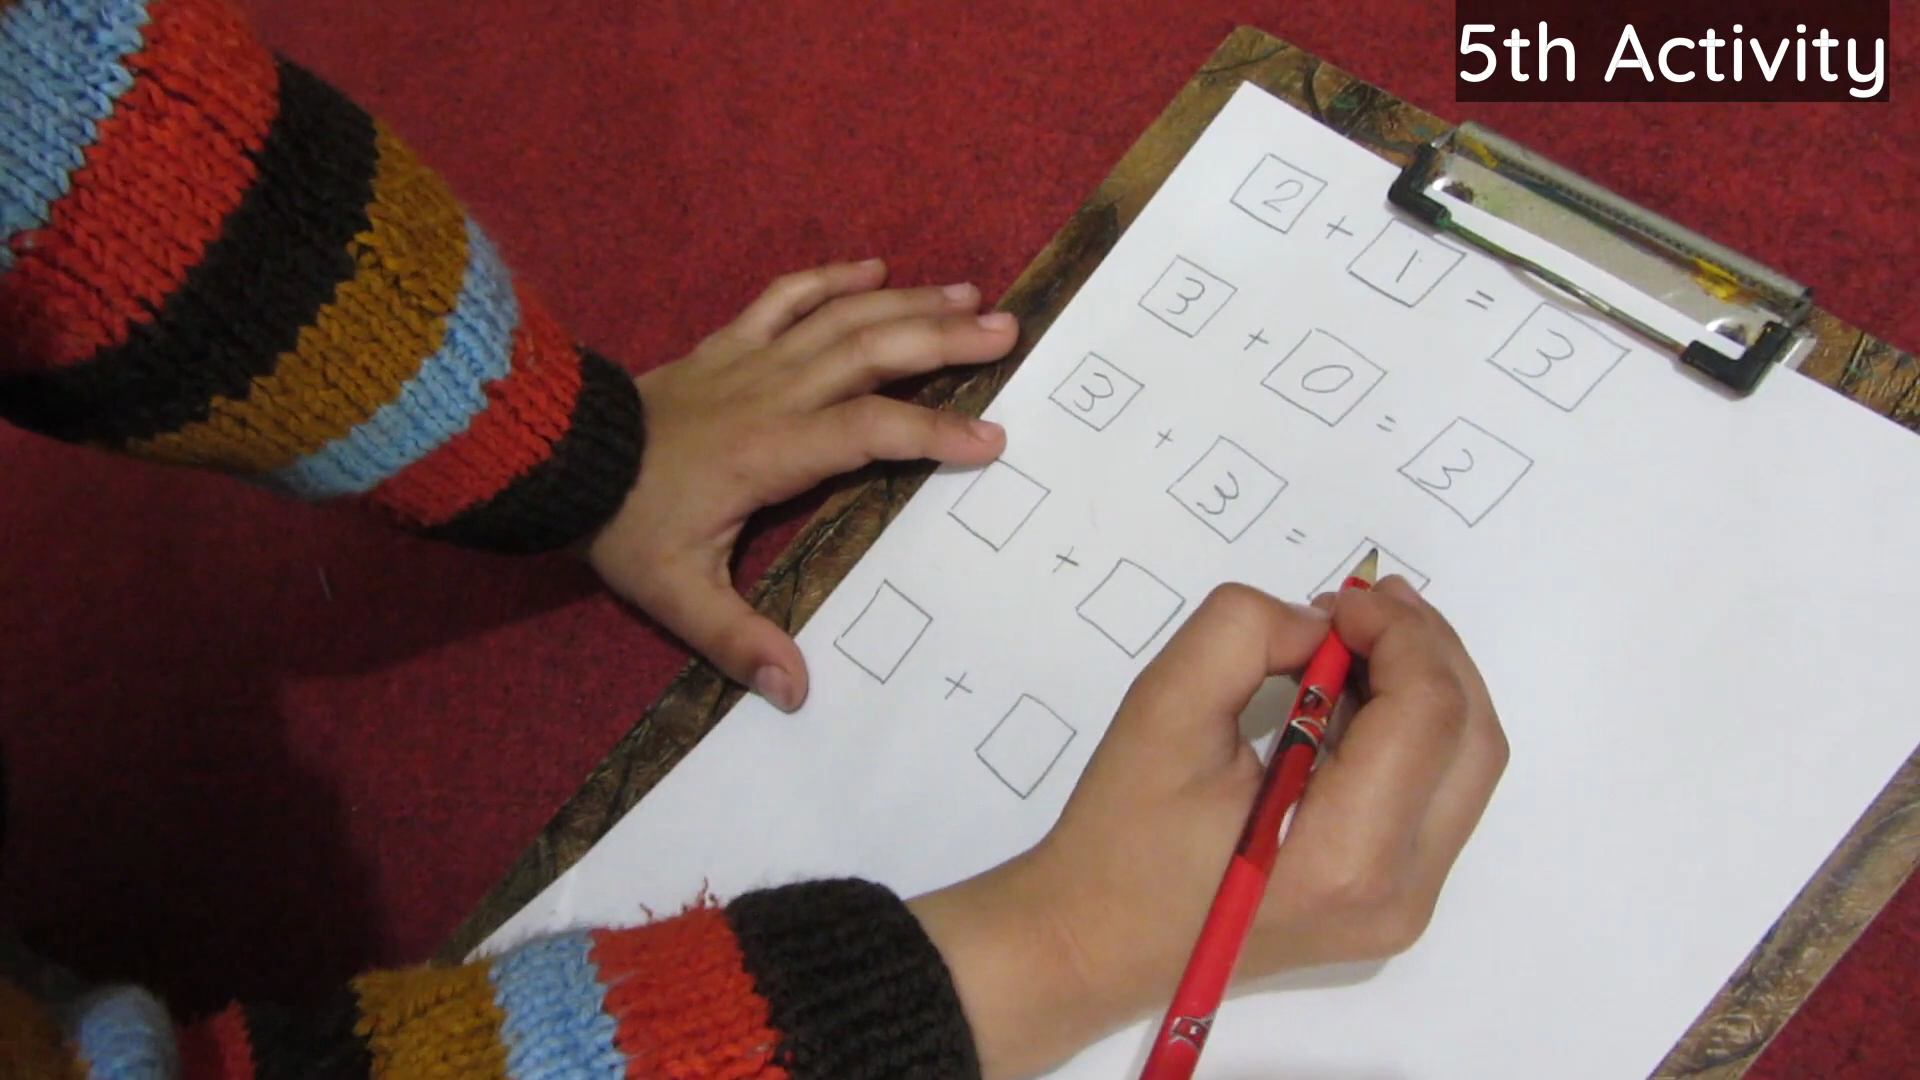 5th Activity
2 + 1 = 3
3 + 0 = 3
3 + 3 =
+
+